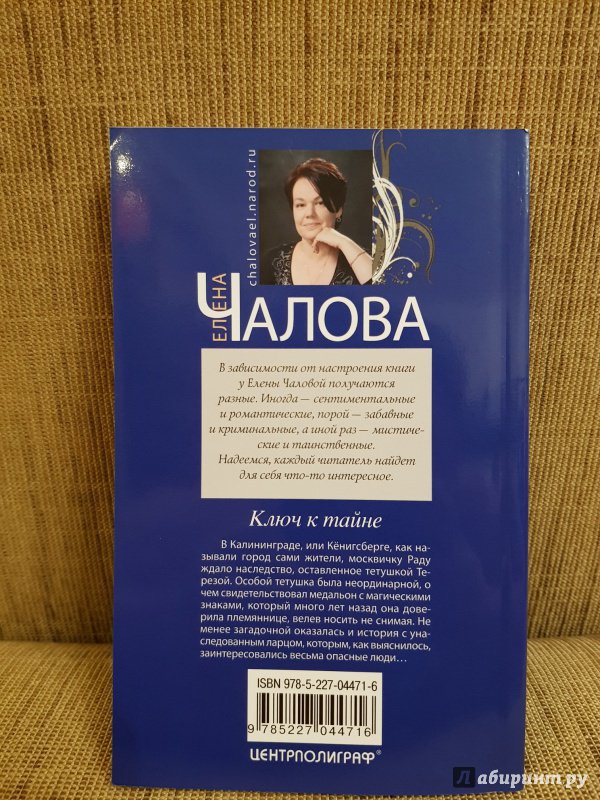 chalovael.narod.ru
ЕЛЕНА
ЧАЛОВА
В зависимости от настроения книги
у Елены Чаловой получаются
разные. Иногда — сентиментальные
и романтические, порой — забавные
и криминальные, а иной раз — мистиче-
ские и таинственные.
Надеемся, каждый читатель найдет
для себя что-то интересное.
Ключ к тайне
В Калининграде, или Кёнигсберге, как на-
зывали город сами жители, москвичку Раду
ждало наследство, оставленное тетушкой Те-
резой. Особой тетушка была неординарной, о
чем свидетельствовал медальон с магическими
знаками, который много лет назад она дове-
рила племяннице, велев носить не снимая. Не
менее загадочной оказалась и история с уна-
следованным ларцом, которым, как выяснилось,
заинтересовались весьма опасные люди...
ISBN 978-5-227-04471-6
9 785227 044716
ЦЕНТРПОЛИГРАФ®
Лабиринт.ру